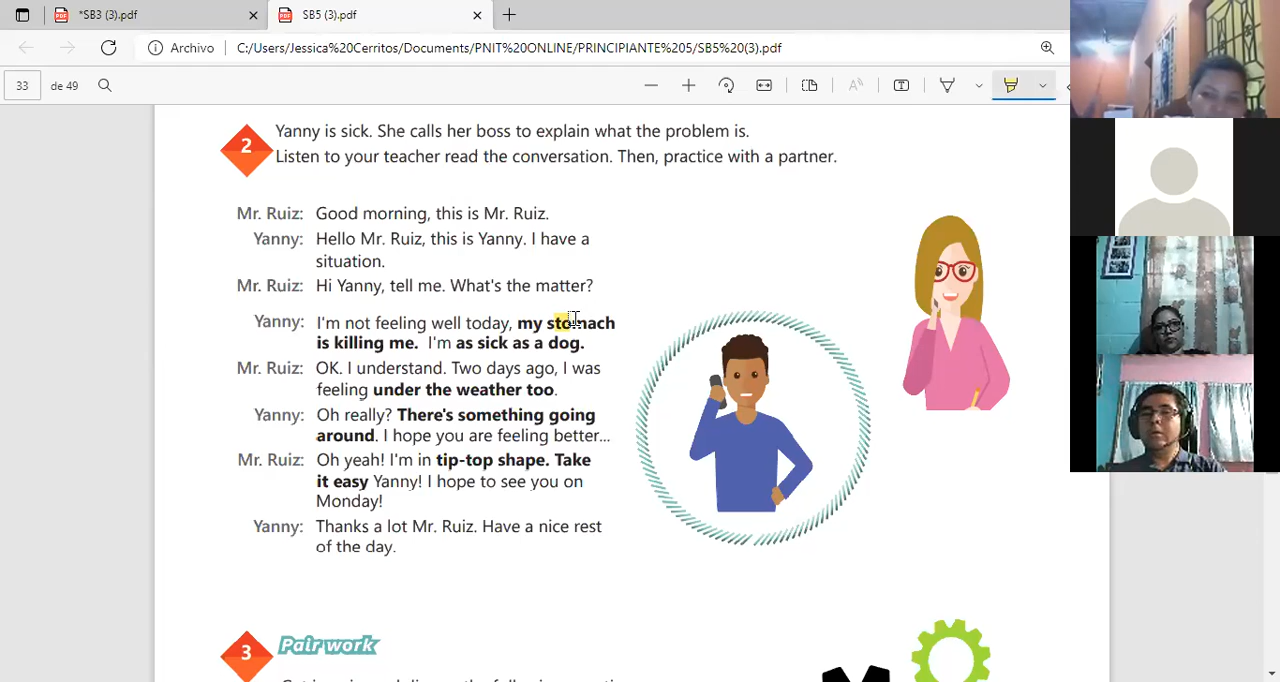 *SB3 (3).pdf
SB5 (3).pdf
Archivo
C:/Users/Jessica%20Cerritos/Documents/PNIT%20ONLINE/PRINCIPIANTE%205/SB5%20(3).pdf
33
de 49
2
Yanny is sick. She calls her boss to explain what the problem is.
Listen to your teacher read the conversation. Then, practice with a partner.
Mr. Ruiz: Good morning, this is Mr. Ruiz.
Yanny: Hello Mr. Ruiz, this is Yanny. I have a
situation.
Mr. Ruiz: Hi Yanny, tell me. What's the matter?
Yanny: I'm not feeling well today, my stomach
is killing me. I'm as sick as a dog.
Mr. Ruiz: OK. I understand. Two days ago, I was
feeling under the weather too.
Yanny: Oh really? There's something going
around. I hope you are feeling better...
Mr. Ruiz: Oh yeah! I'm in tip-top shape. Take
it easy Yanny! I hope to see you on
Monday!
Yanny: Thanks a lot Mr. Ruiz. Have a nice rest
of the day.
3
Pair work